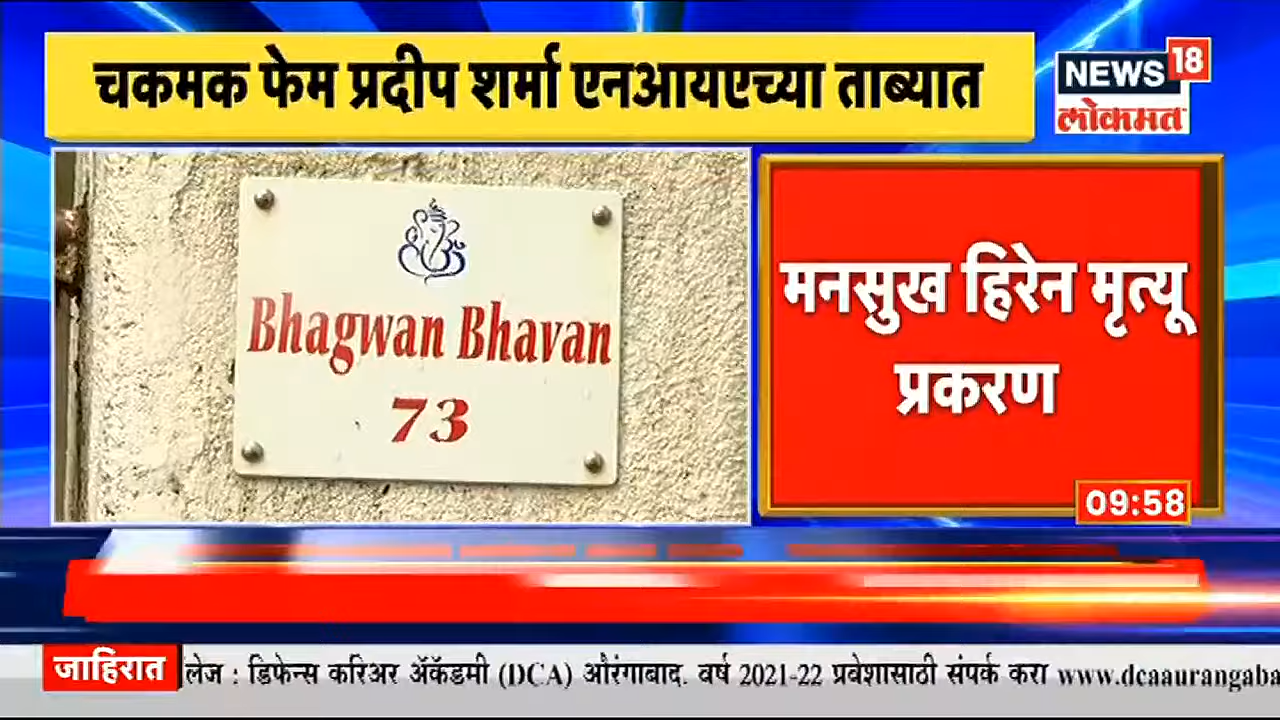 चकमक फेम प्रदीप शर्मा एनआयएच्या ताब्यात
NEWS 18
लोकमत
Bhagwan Bhavan
73
मनसुख हिरेन मृत्यू
प्रकरण
09:58
जाहिरात
लेज : डिफेन्स करिअर ॲकॅडमी (DCA) औरंगाबाद. वर्ष 2021-22 प्रवेशासाठी संपर्क करा www.dcaaurangaba